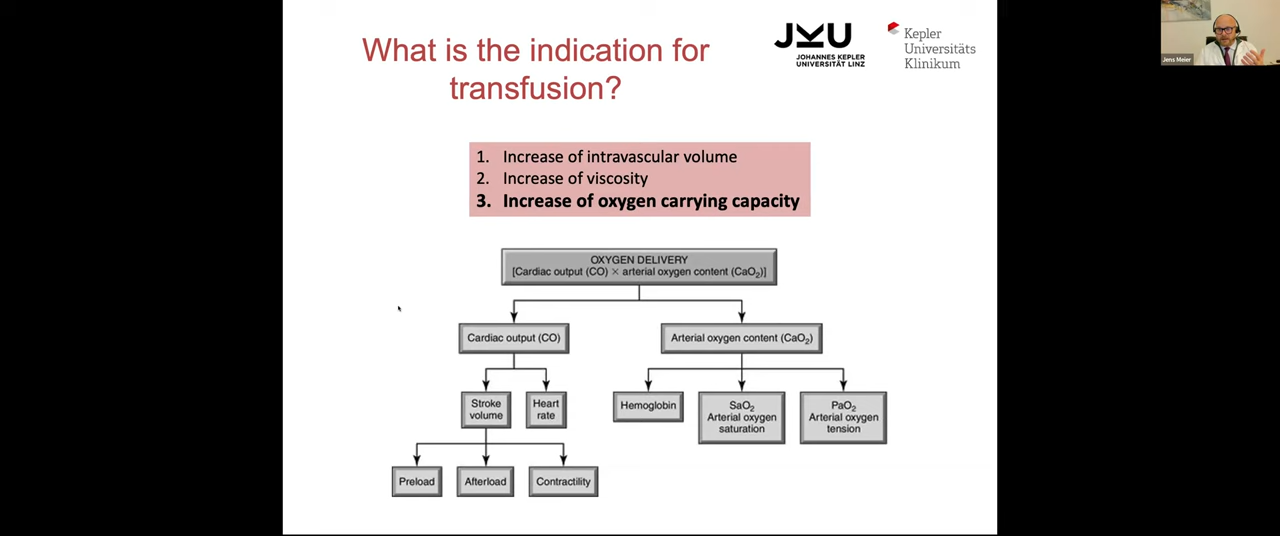 What is the indication for
transfusion?
JKU
JOHANNES KEPLER
UNIVERSITÄT LINZ
Kepler
Universitäts
Klinikum
Jens Meier
1. Increase of intravascular volume
2. Increase of viscosity
3. Increase of oxygen carrying capacity
OXYGEN DELIVERY
[Cardiac output (CO) × arterial oxygen content (CaO₂)]
Cardiac output (CO)
Arterial oxygen content (CaO₂)
Stroke
volume
Heart
rate
Hemoglobin
SaO₂
Arterial oxygen
saturation
PaO₂
Arterial oxygen
tension
Preload
Afterload
Contractility